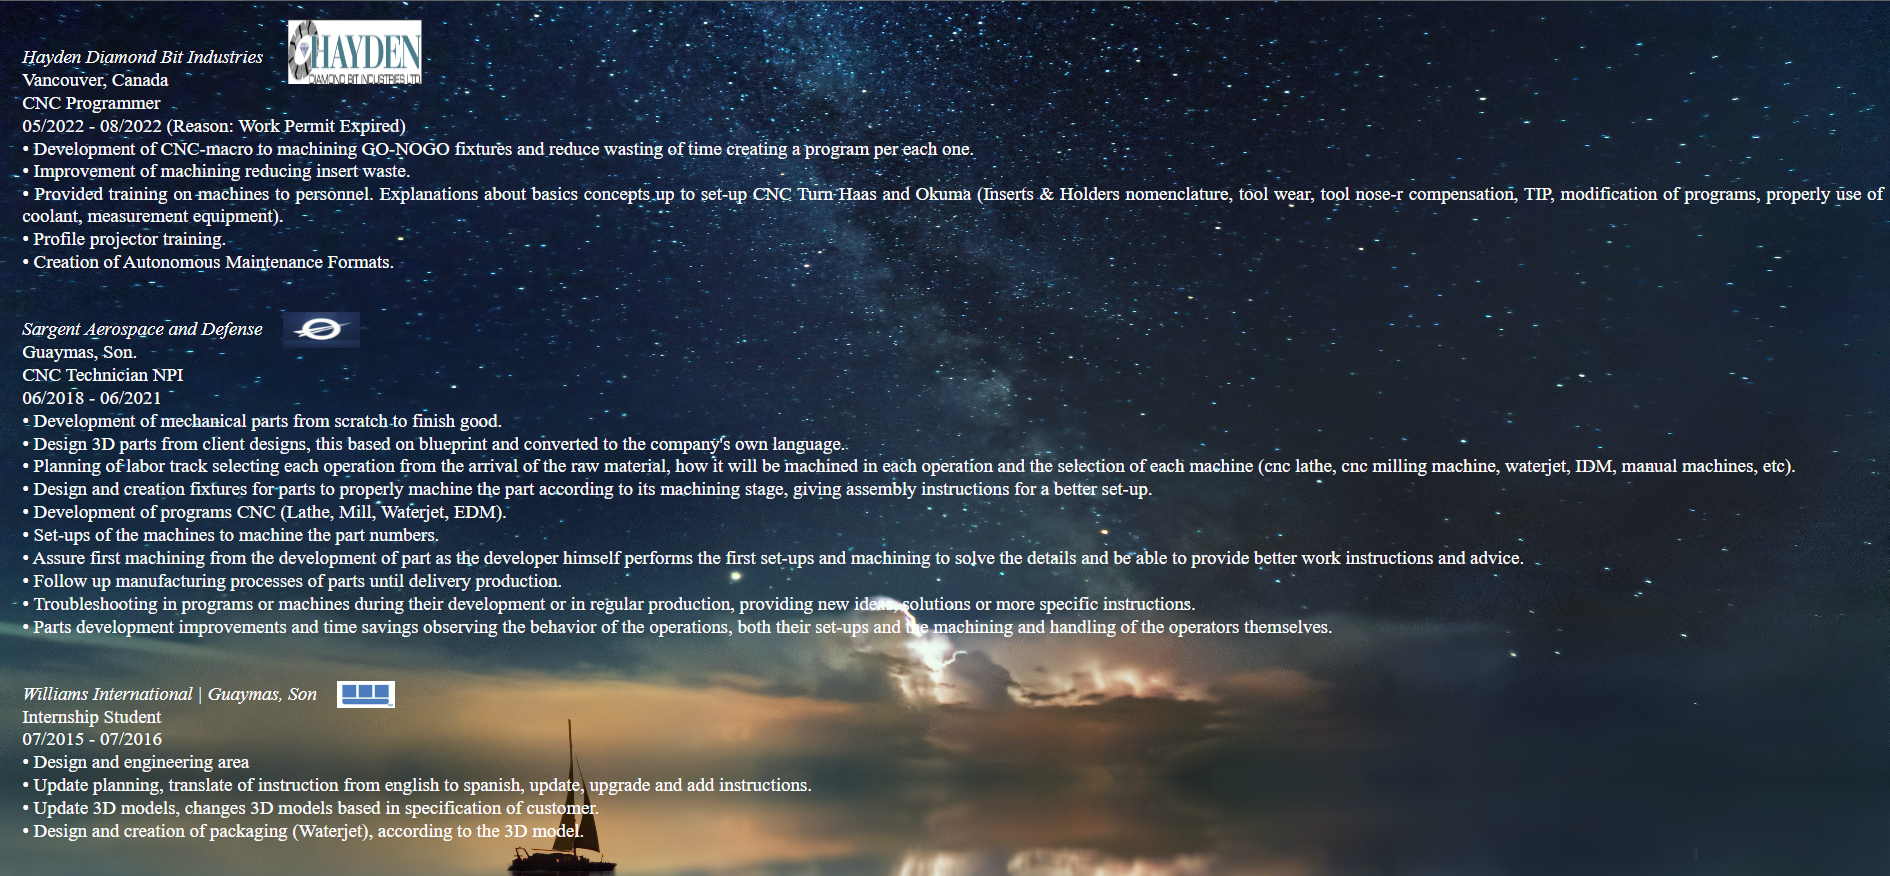 HAYDEN
DIAMOND BIT INDUSTRIES LTD
Hayden Diamond Bit Industries
Vancouver, Canada
CNC Programmer
05/2022 - 08/2022 (Reason: Work Permit Expired)
• Development of CNC-macro to machining GO-NOGO fixtures and reduce wasting of time creating a program per each one.
• Improvement of machining reducing insert waste.
• Provided training on machines to personnel. Explanations about basics concepts up to set-up CNC Turn Haas and Okuma (Inserts & Holders nomenclature, tool wear, tool nose-r compensation, TIP, modification of programs, properly use of
coolant, measurement equipment).
• Profile projector training.
• Creation of Autonomous Maintenance Formats.
Sargent Aerospace and Defense
Guaymas, Son.
CNC Technician NPI
06/2018 - 06/2021
• Development of mechanical parts from scratch to finish good.
• Design 3D parts from client designs, this based on blueprint and converted to the company's own language.
• Planning of labor track selecting each operation from the arrival of the raw material, how it will be machined in each operation and the selection of each machine (cnc lathe, cnc milling machine, waterjet, IDM, manual machines, etc).
• Design and creation fixtures for parts to properly machine the part according to its machining stage, giving assembly instructions for a better set-up.
• Development of programs CNC (Lathe, Mill, Waterjet, EDM).
• Set-ups of the machines to machine the part numbers.
• Assure first machining from the development of part as the developer himself performs the first set-ups and machining to solve the details and be able to provide better work instructions and advice.
• Follow up manufacturing processes of parts until delivery production.
• Troubleshooting in programs or machines during their development or in regular production, providing new ideas, solutions or more specific instructions.
• Parts development improvements and time savings observing the behavior of the operations, both their set-ups and the machining and handling of the operators themselves.
Williams International | Guaymas, Son
Internship Student
07/2015 - 07/2016
• Design and engineering area
• Update planning, translate of instruction from english to spanish, update, upgrade and add instructions.
• Update 3D models, changes 3D models based in specification of customer.
• Design and creation of packaging (Waterjet), according to the 3D model.